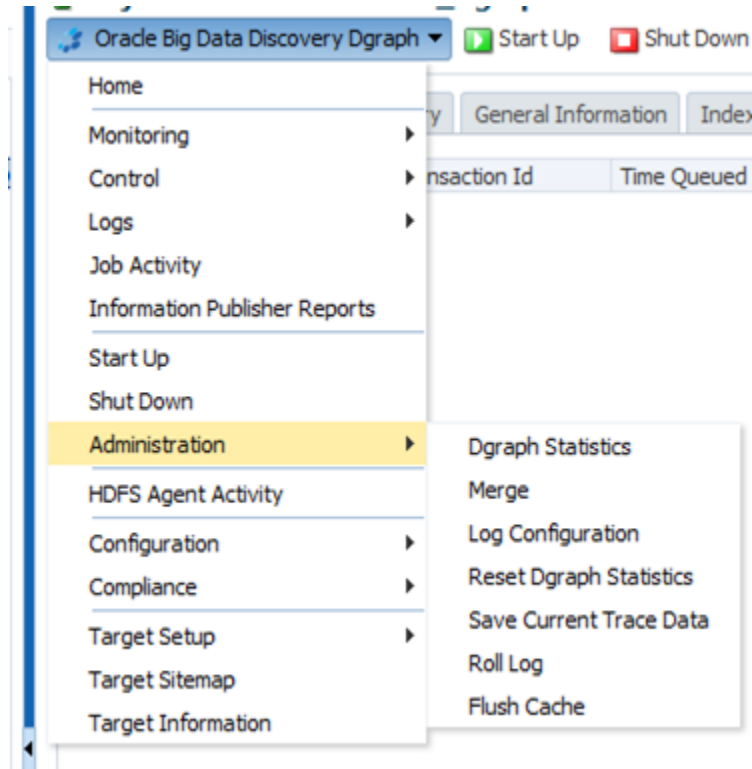 Oracle Big Data Discovery Dgraph Start Up Shut Down
Home
General Information Index
Monitoring
Control
nsaction Id Time Queued
Logs
Job Activity
Information Publisher Reports
Start Up
Shut Down
Administration
Dgraph Statistics
Merge
Log Configuration
Reset Dgraph Statistics
Save Current Trace Data
Roll Log
Flush Cache
HDFS Agent Activity
Configuration
Compliance
Target Setup
Target Sitemap
Target Information